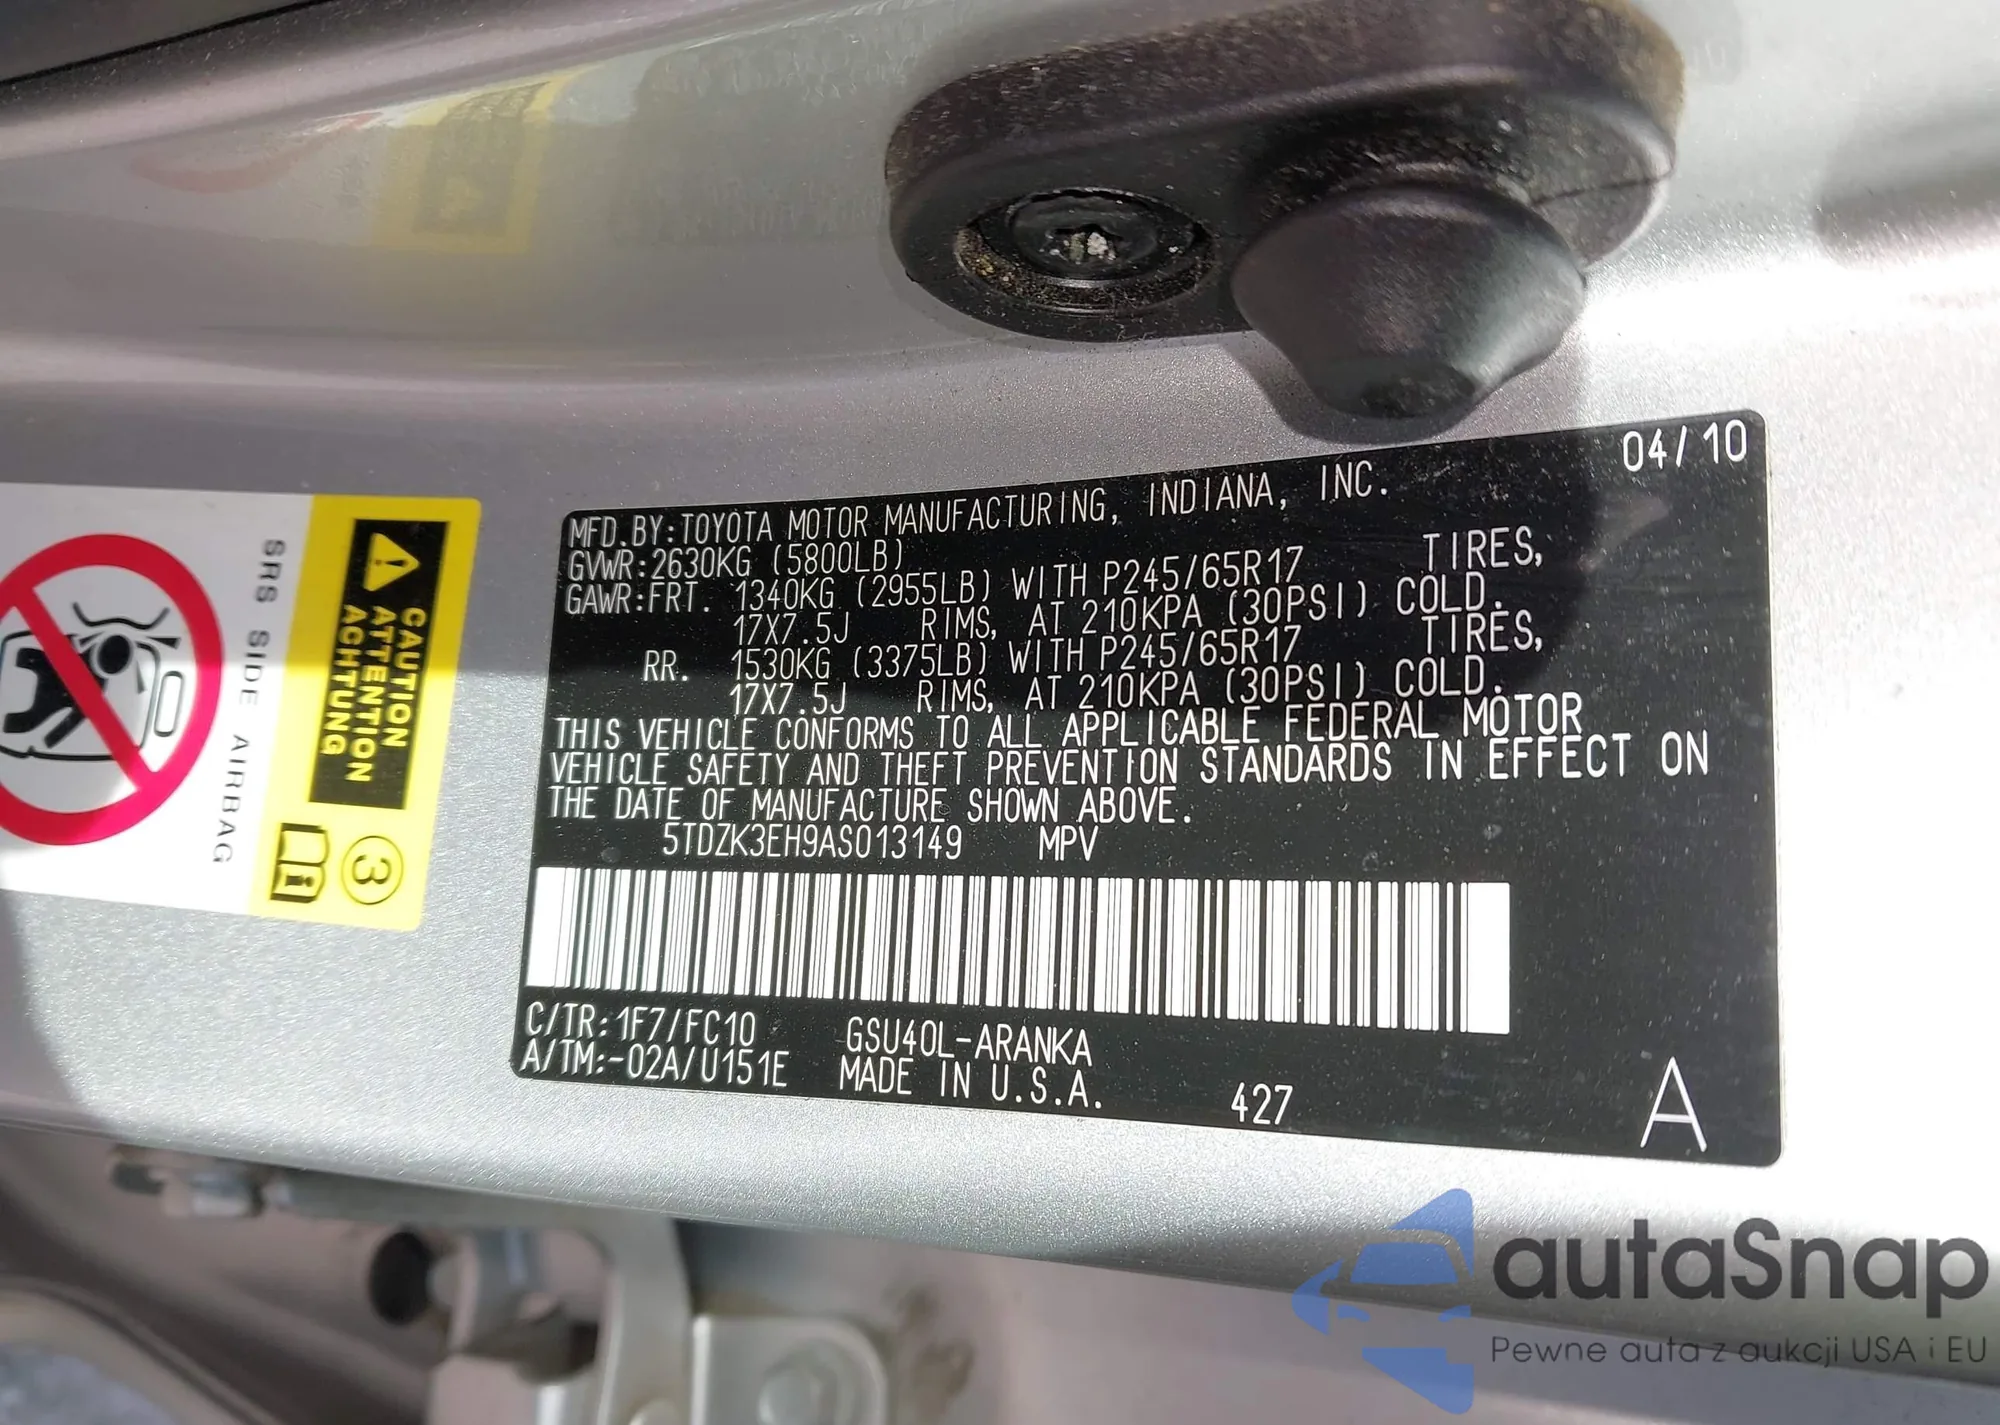 04/10
MFD.BY:TOYOTA MOTOR MANUFACTURING, INDIANA, INC.
GVWR:2630KG (5800LB)
GAWR:FRT. 1340KG (2955LB) WITH P245/65R17 TIRES,
17X7.5J RIMS, AT 210KPA (30PSI) COLD.
RR. 1530KG (3375LB) WITH P245/65R17 TIRES,
17X7.5J RIMS, AT 210KPA (30PSI) COLD.
THIS VEHICLE CONFORMS TO ALL APPLICABLE FEDERAL MOTOR
VEHICLE SAFETY AND THEFT PREVENTION STANDARDS IN EFFECT ON
THE DATE OF MANUFACTURE SHOWN ABOVE.
5TDZK3EH9AS013149 MPV
C/TR:1F7/FC10 GSU40L-ARANKA
A/TM:-02A/U151E MADE IN U.S.A. 427
A
CAUTION
ATTENTION
ACHTUNG
3
SRS SIDE AIRBAG
autaSnap
Pewne auta z aukcji USA i EU